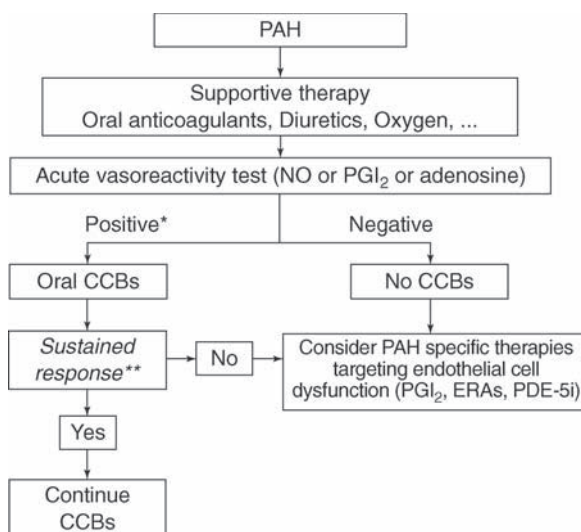 PAH
Supportive therapy
Oral anticoagulants, Diuretics, Oxygen, ...
Acute vasoreactivity test (NO or PGI₂ or adenosine)
Positive*
Negative
Oral CCBs
No CCBs
Sustained
response**
No
Consider PAH specific therapies
targeting endothelial cell
dysfunction (PGI₂, ERAs, PDE-5i)
Yes
Continue
CCBs